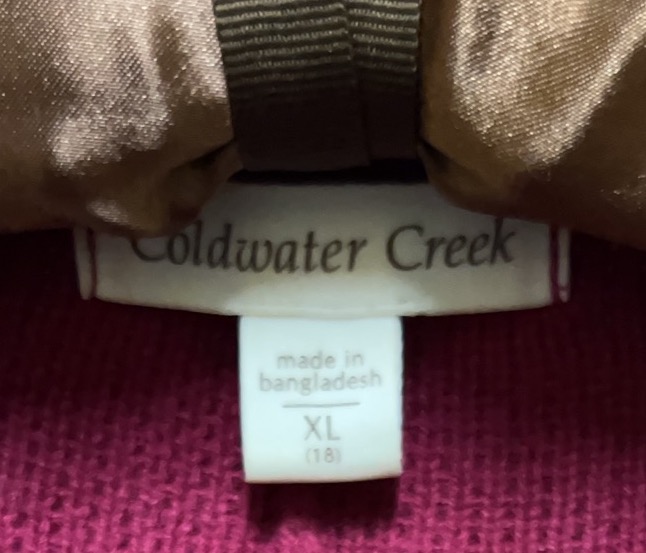 Coldwater Creek
made in
bangladesh
XL
(18)